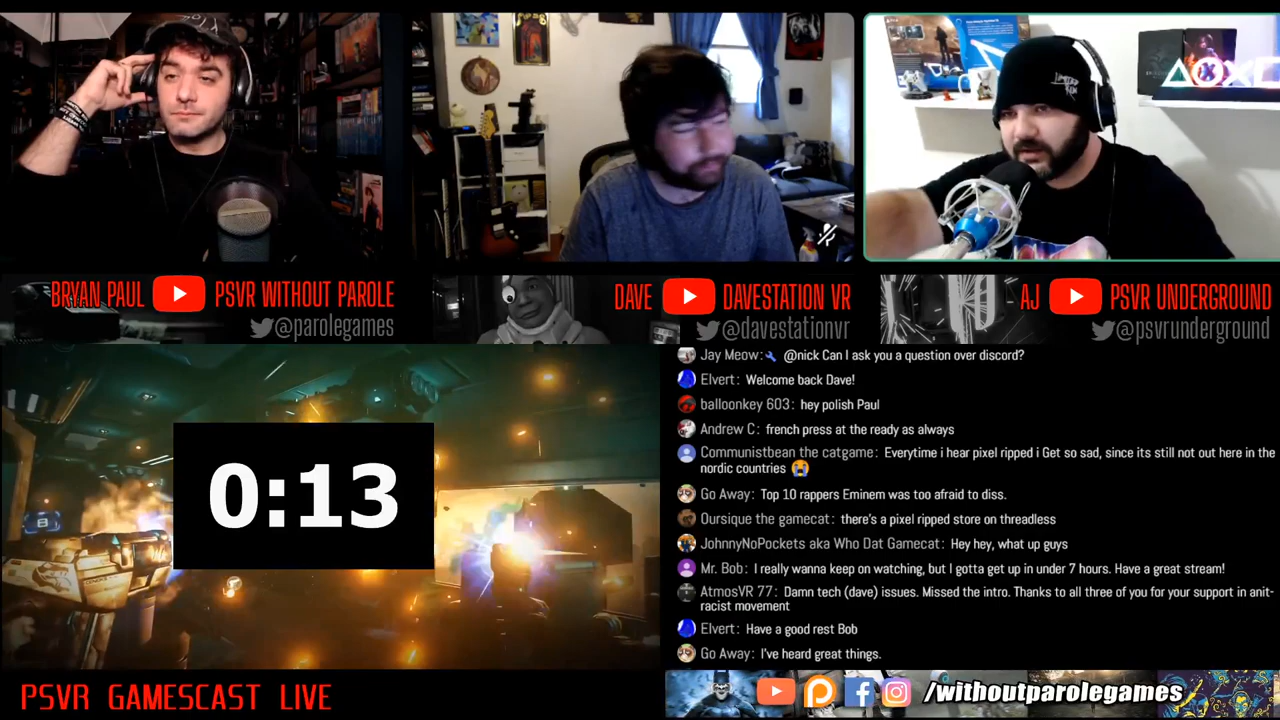 BRYAN PAUL PSVR WITHOUT PAROLE
@parolegames
DAVE DAVESTATION VR
@davestationvr
AJ PSVR UNDERGROUND
@psvrunderground
0:13
Jay Meow: @nick Can I ask you a question over discord?
Elvert: Welcome back Dave!
balloonkey 603: hey polish Paul
Andrew C: french press at the ready as always
Communistbean the catgame: Everytime i hear pixel ripped i Get so sad, since its still not out here in the
nordic countries 😭
Go Away: Top 10 rappers Eminem was too afraid to diss.
Oursique the gamecat: there's a pixel ripped store on threadless
JohnnyNoPockets aka Who Dat Gamecat: Hey hey, what up guys
Mr. Bob: I really wanna keep on watching, but I gotta get up in under 7 hours. Have a great stream!
AtmosVR 77: Damn tech (dave) issues. Missed the intro. Thanks to all three of you for your support in anit-
racist movement
Elvert: Have a good rest Bob
Go Away: I've heard great things.
PSVR GAMESCAST LIVE
/withoutparolegames